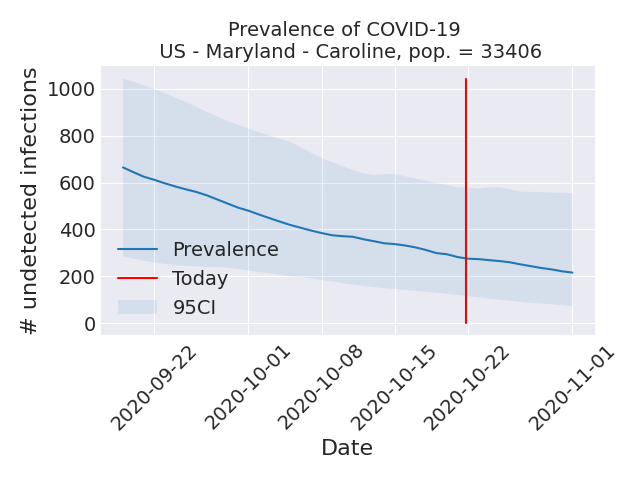 Prevalence of COVID-19
US - Maryland - Caroline, pop. = 33406
# undetected infections
1000
800
600
400
200
0
Prevalence
Today
95CI
2020-09-22
2020-10-01
2020-10-08
2020-10-15
2020-10-22
2020-11-01
Date